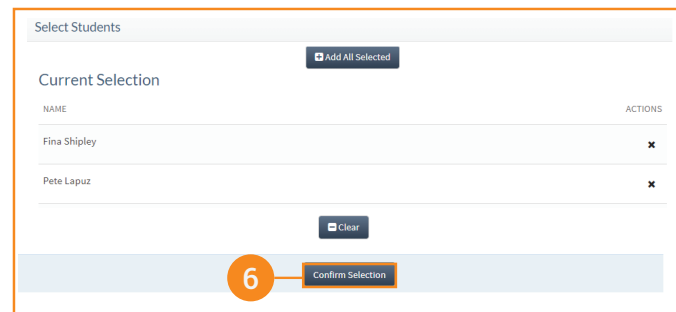 Select Students
Add All Selected
Current Selection
NAME ACTIONS
Fina Shipley
Pete Lapuz
Clear
6 Confirm Selection